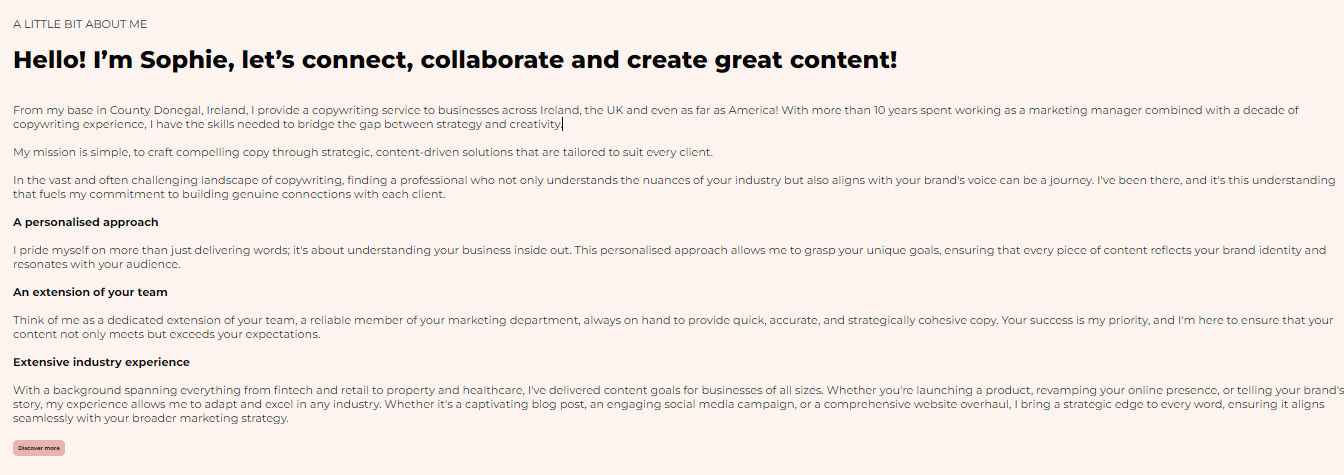 A LITTLE BIT ABOUT ME
Hello! I’m Sophie, let’s connect, collaborate and create great content!
From my base in County Donegal, Ireland, I provide a copywriting service to businesses across Ireland, the UK and even as far as America! With more than 10 years spent working as a marketing manager combined with a decade of
copywriting experience, I have the skills needed to bridge the gap between strategy and creativity.
My mission is simple, to craft compelling copy through strategic, content-driven solutions that are tailored to suit every client.
In the vast and often challenging landscape of copywriting, finding a professional who not only understands the nuances of your industry but also aligns with your brand's voice can be a journey. I've been there, and it's this understanding
that fuels my commitment to building genuine connections with each client.
A personalised approach
I pride myself on more than just delivering words; it's about understanding your business inside out. This personalised approach allows me to grasp your unique goals, ensuring that every piece of content reflects your brand identity and
resonates with your audience.
An extension of your team
Think of me as a dedicated extension of your team, a reliable member of your marketing department, always on hand to provide quick, accurate, and strategically cohesive copy. Your success is my priority, and I'm here to ensure that your
content not only meets but exceeds your expectations.
Extensive industry experience
With a background spanning everything from fintech and retail to property and healthcare, I've delivered content goals for businesses of all sizes. Whether you're launching a product, revamping your online presence, or telling your brand's
story, my experience allows me to adapt and excel in any industry. Whether it's a captivating blog post, an engaging social media campaign, or a comprehensive website overhaul, I bring a strategic edge to every word, ensuring it aligns
seamlessly with your broader marketing strategy.
Discover more